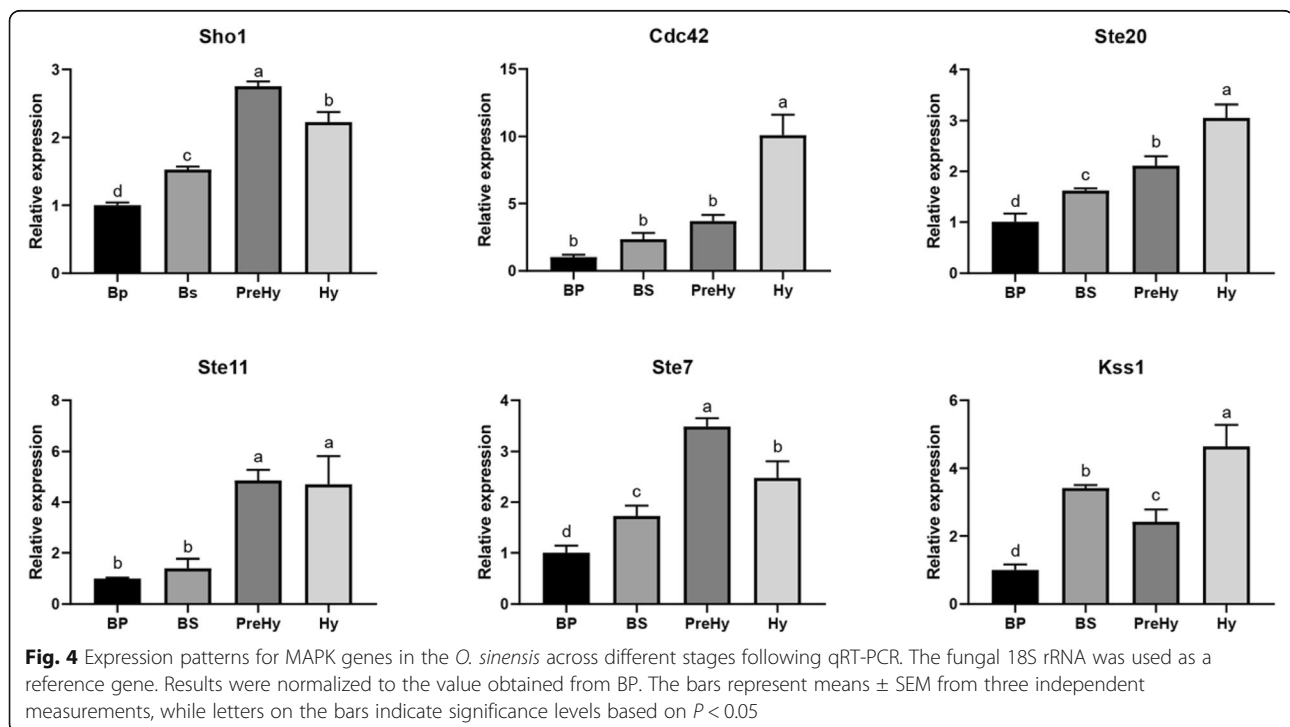 Sho1
Relative expression
3
2
1
0
d
c
a
b
Bp Bs PreHy Hy
Cdc42
Relative expression
15
10
5
0
b
b
b
a
BP BS PreHy Hy
Ste20
Relative expression
4
3
2
1
0
d
c
b
a
BP BS PreHy Hy
Ste11
Relative expression
8
6
4
2
0
b
b
a
a
BP BS PreHy Hy
Ste7
Relative expression
4
3
2
1
0
d
c
a
b
BP BS PreHy Hy
Kss1
Relative expression
6
4
2
0
d
b
c
a
BP BS PreHy Hy
Fig. 4 Expression patterns for MAPK genes in the O. sinensis across different stages following qRT-PCR. The fungal 18S rRNA was used as a
reference gene. Results were normalized to the value obtained from BP. The bars represent means ± SEM from three independent
measurements, while letters on the bars indicate significance levels based on P < 0.05